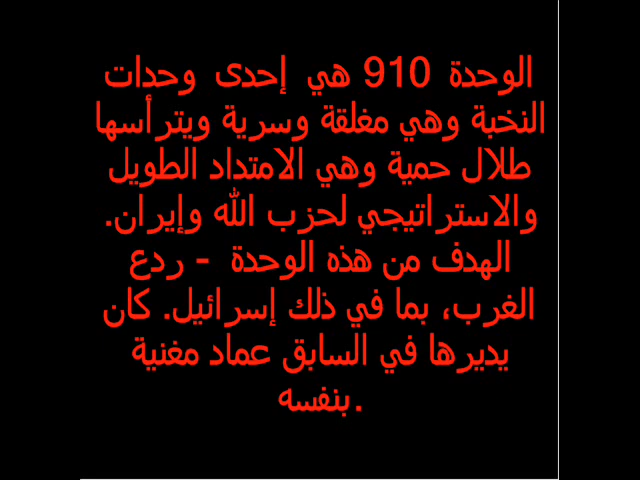 الوحدة 910 هي إحدى وحدات
النخبة وهي مغلقة وسرية ويترأسها
طلال حمية وهي الامتداد الطويل
والاستراتيجي لحزب الله وإيران.
الهدف من هذه الوحدة - ردع
الغرب، بما في ذلك إسرائيل. كان
يديرها في السابق عماد مغنية
بنفسه.